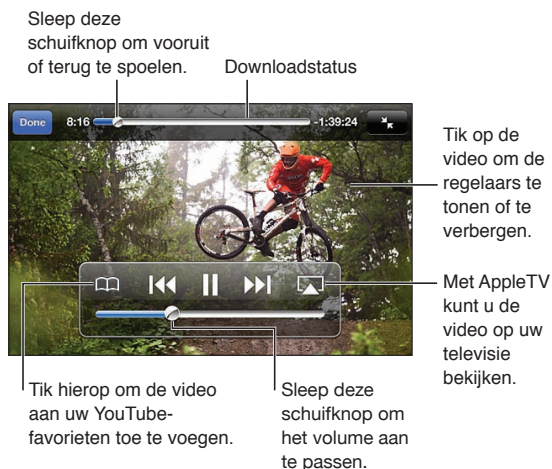 Sleep deze
schuifknop om vooruit
of terug te spoelen.
Downloadstatus
Done
8:16
-1:39:24
Tik op de
video om de
regelaars te
tonen of te
verbergen.
Met AppleTV
kunt u de
video op uw
televisie
bekijken.
Tik hierop om de video
aan uw YouTube-
favorieten toe te voegen.
Sleep deze
schuifknop om
het volume aan
te passen.